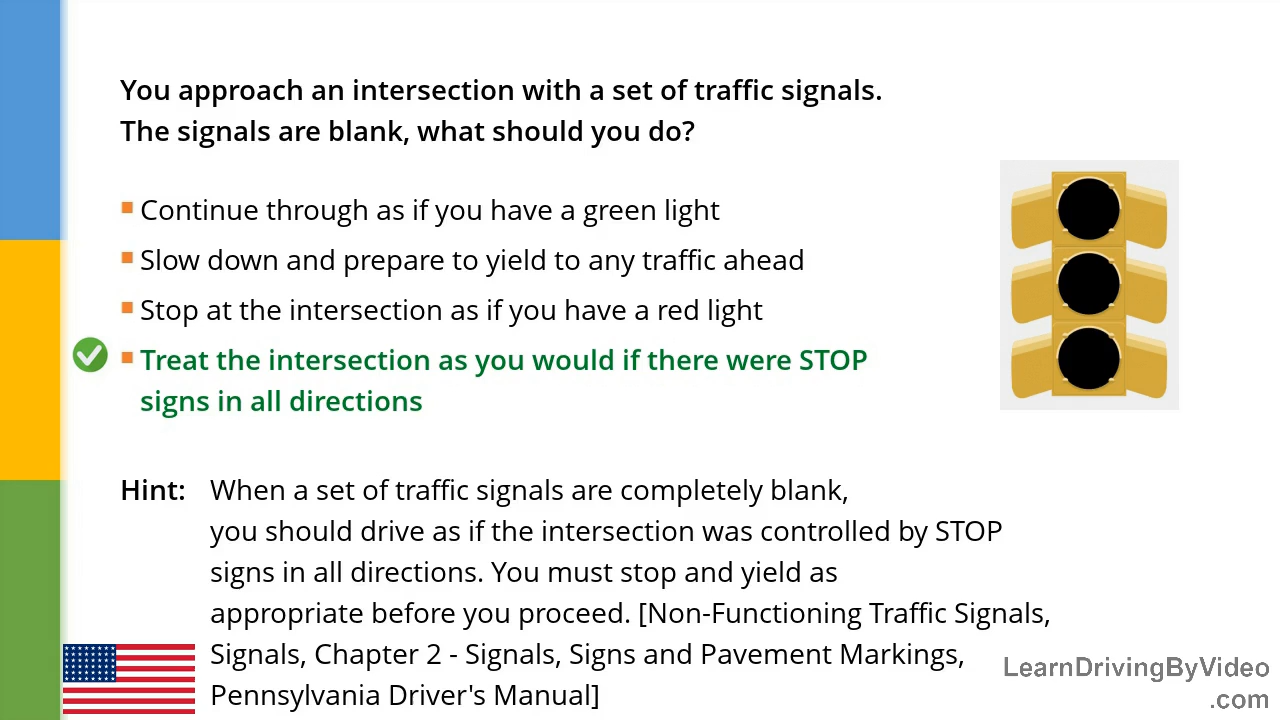 You approach an intersection with a set of traffic signals.
The signals are blank, what should you do?
Continue through as if you have a green light
Slow down and prepare to yield to any traffic ahead
Stop at the intersection as if you have a red light
Treat the intersection as you would if there were STOP
signs in all directions
Hint: When a set of traffic signals are completely blank,
you should drive as if the intersection was controlled by STOP
signs in all directions. You must stop and yield as
appropriate before you proceed. [Non-Functioning Traffic Signals,
Signals, Chapter 2 - Signals, Signs and Pavement Markings,
Pennsylvania Driver's Manual]
LearnDrivingByVideo
.com